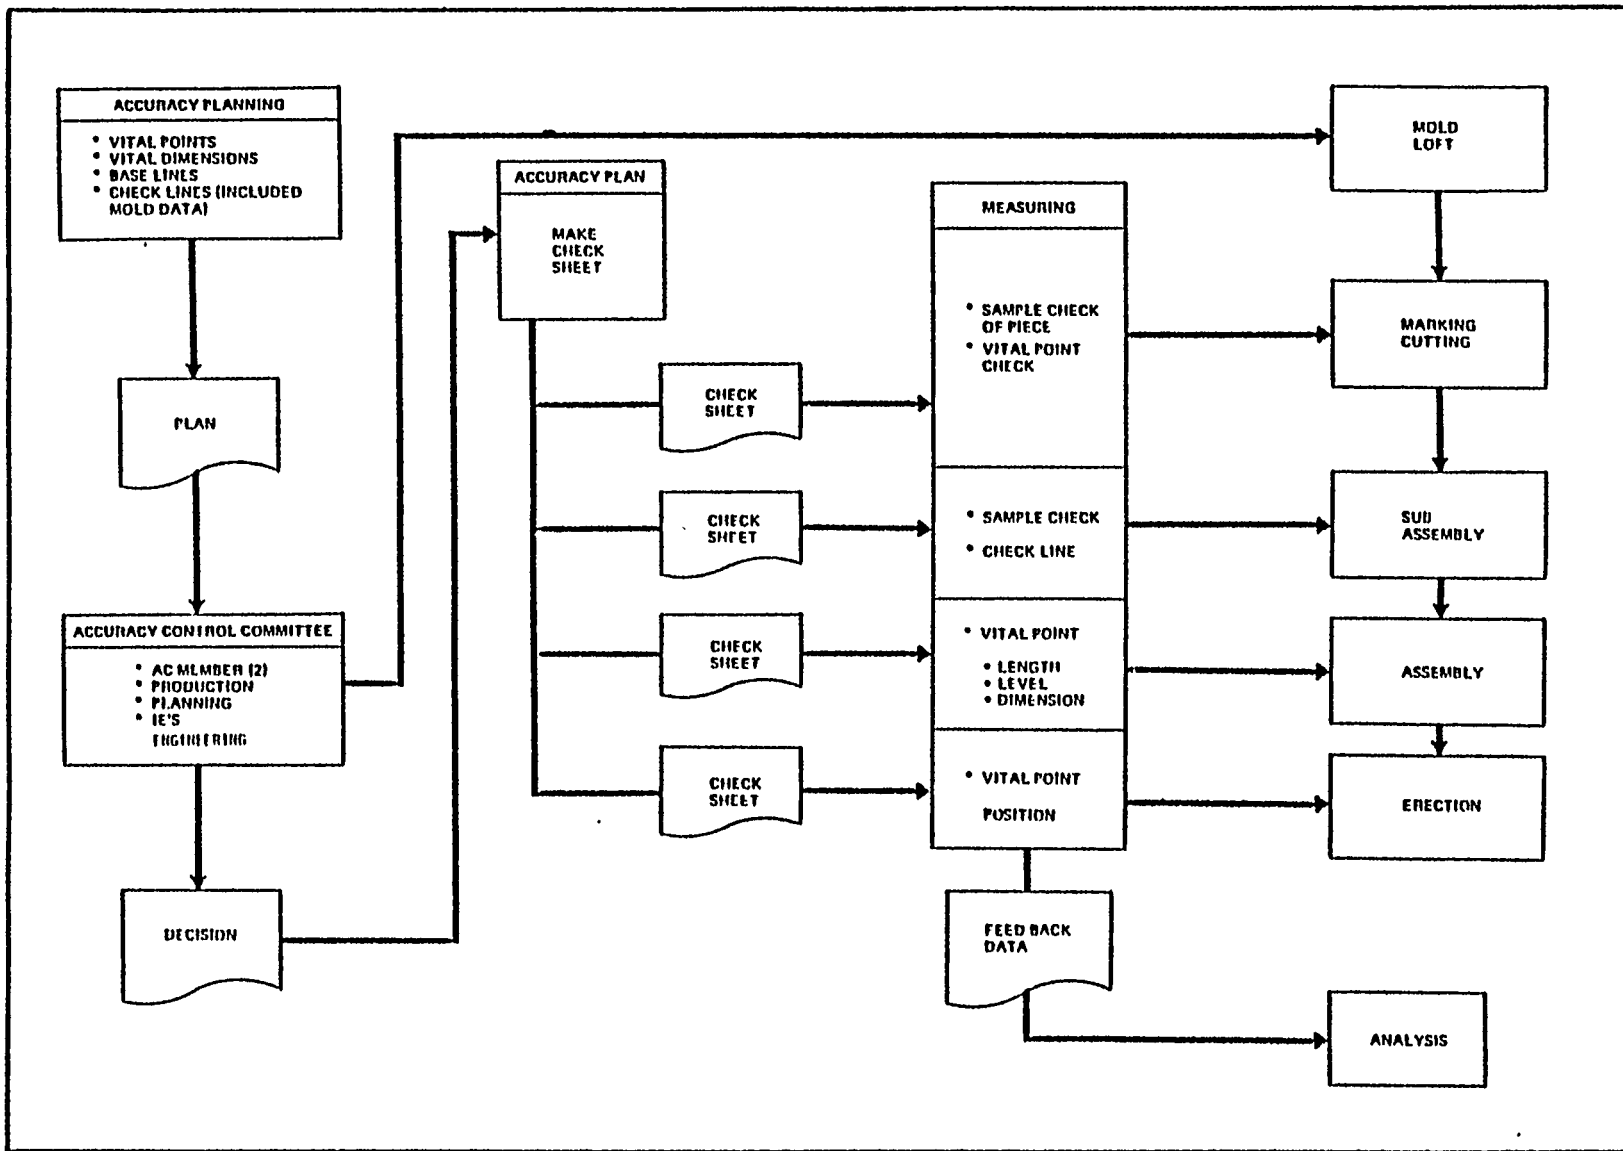 ACCURACY PLANNING
• VITAL POINTS
• VITAL DIMENSIONS
• BASE LINES
• CHECK LINES (INCLUDED
MOLD DATA)
PLAN
ACCURACY CONTROL COMMITTEE
• AC MEMBER (2)
• PRODUCTION
• PLANNING
• IE'S
ENGINEERING
DECISION
ACCURACY PLAN
MAKE
CHECK
SHEET
CHECK
SHEET
CHECK
SHEET
CHECK
SHEET
CHECK
SHEET
MEASURING
• SAMPLE CHECK
OF PIECE
• VITAL POINT
CHECK
• SAMPLE CHECK
• CHECK LINE
• VITAL POINT
• LENGTH
• LEVEL
• DIMENSION
• VITAL POINT
POSITION
FEED BACK
DATA
MOLD
LOFT
MARKING
CUTTING
SUB
ASSEMBLY
ASSEMBLY
ERECTION
ANALYSIS